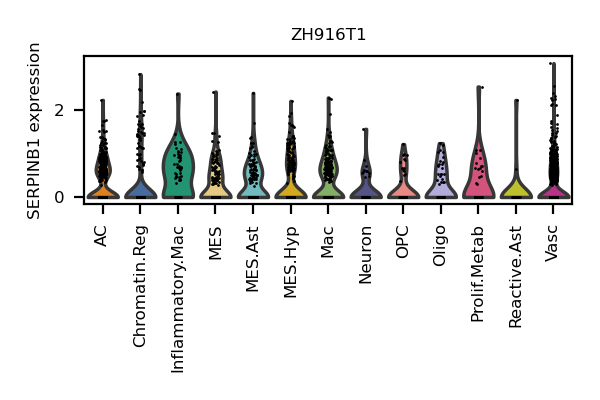 ZH916T1
SERPINB1 expression
2
0
AC
Chromatin.Reg
Inflammatory.Mac
MES
MES.Ast
MES.Hyp
Mac
Neuron
OPC
Oligo
Prolif.Metab
Reactive.Ast
Vasc